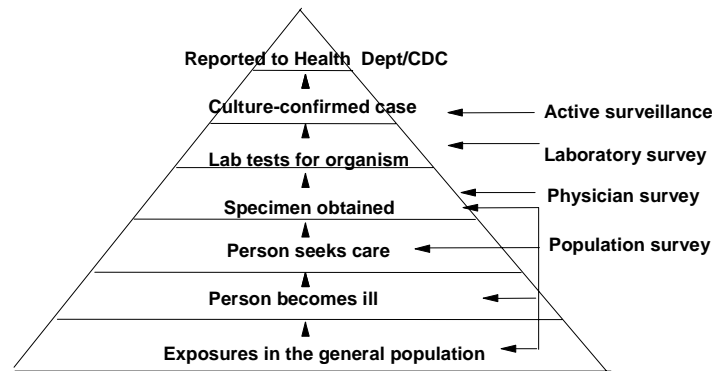 Reported to Health Dept/CDC
Culture-confirmed case
Active surveillance
Lab tests for organism
Laboratory survey
Physician survey
Specimen obtained
Person seeks care
Population survey
Person becomes ill
Exposures in the general population